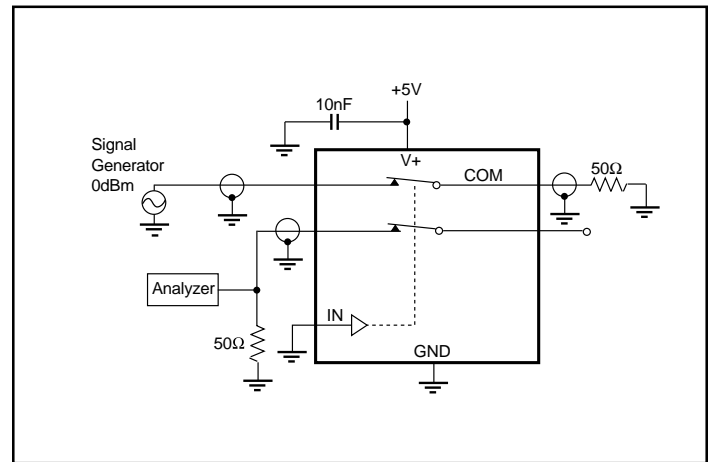 +5V
10nF
Signal
Generator
0dBm
V+
COM
50Ω
Analyzer
50Ω
IN
GND